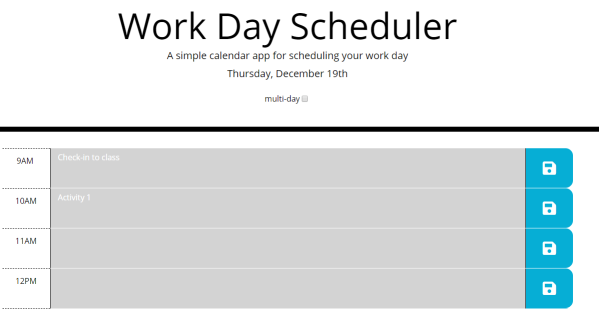 Work Day Scheduler
A simple calendar app for scheduling your work day
Thursday, December 19th
multi-day
9AM
Check-in to class
10AM
Activity 1
11AM
12PM